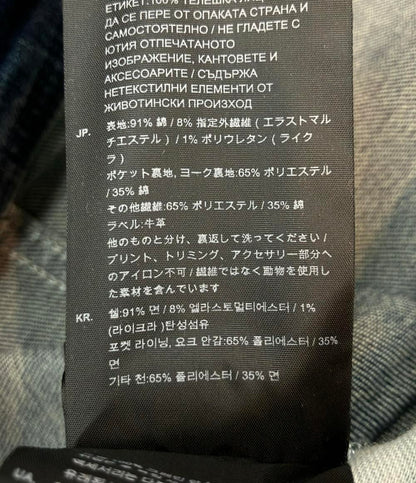 ЕТИКЕТ:100% ТЕЛЕШКА
ДА СЕ ПЕРЕ ОТ ОПАКАТА СТРАНА И
САМОСТОЯТЕЛНО / НЕ ГЛАДЕТЕ С
ЮТИЯ ОТПЕЧАТАНОТО
ИЗОБРАЖЕНИЕ, КАНТОВЕТЕ И
АКСЕСОАРИТЕ / СЪДЪРЖА
НЕТЕКСТИЛНИ ЕЛЕМЕНТИ ОТ
ЖИВОТИНСКИ ПРОИЗХОД
JP. 表地:91% 綿 / 8% 指定外繊維 (エラストマル
チエステル) / 1% ポリウレタン (ライク
ラ)
ポケット裏地, ヨーク裏地:65% ポリエステル
/ 35% 綿
その他繊維:65% ポリエステル / 35% 綿
ラベル:牛革
他のものと分け、裏返して洗ってください /
プリント、トリミング、アクセサリー部分へ
のアイロン不可 / 繊維ではなく動物を使用し
た素材を含んでいます
KR. 쉘:91% 面 / 8% 엘라스토멀티에스터 / 1%
(라이크라 )탄성섬유
포켓 라이닝, 요크 안감:65% 폴리에스터 / 35%
면
기타 천:65% 폴리에스터 / 35% 면
UA